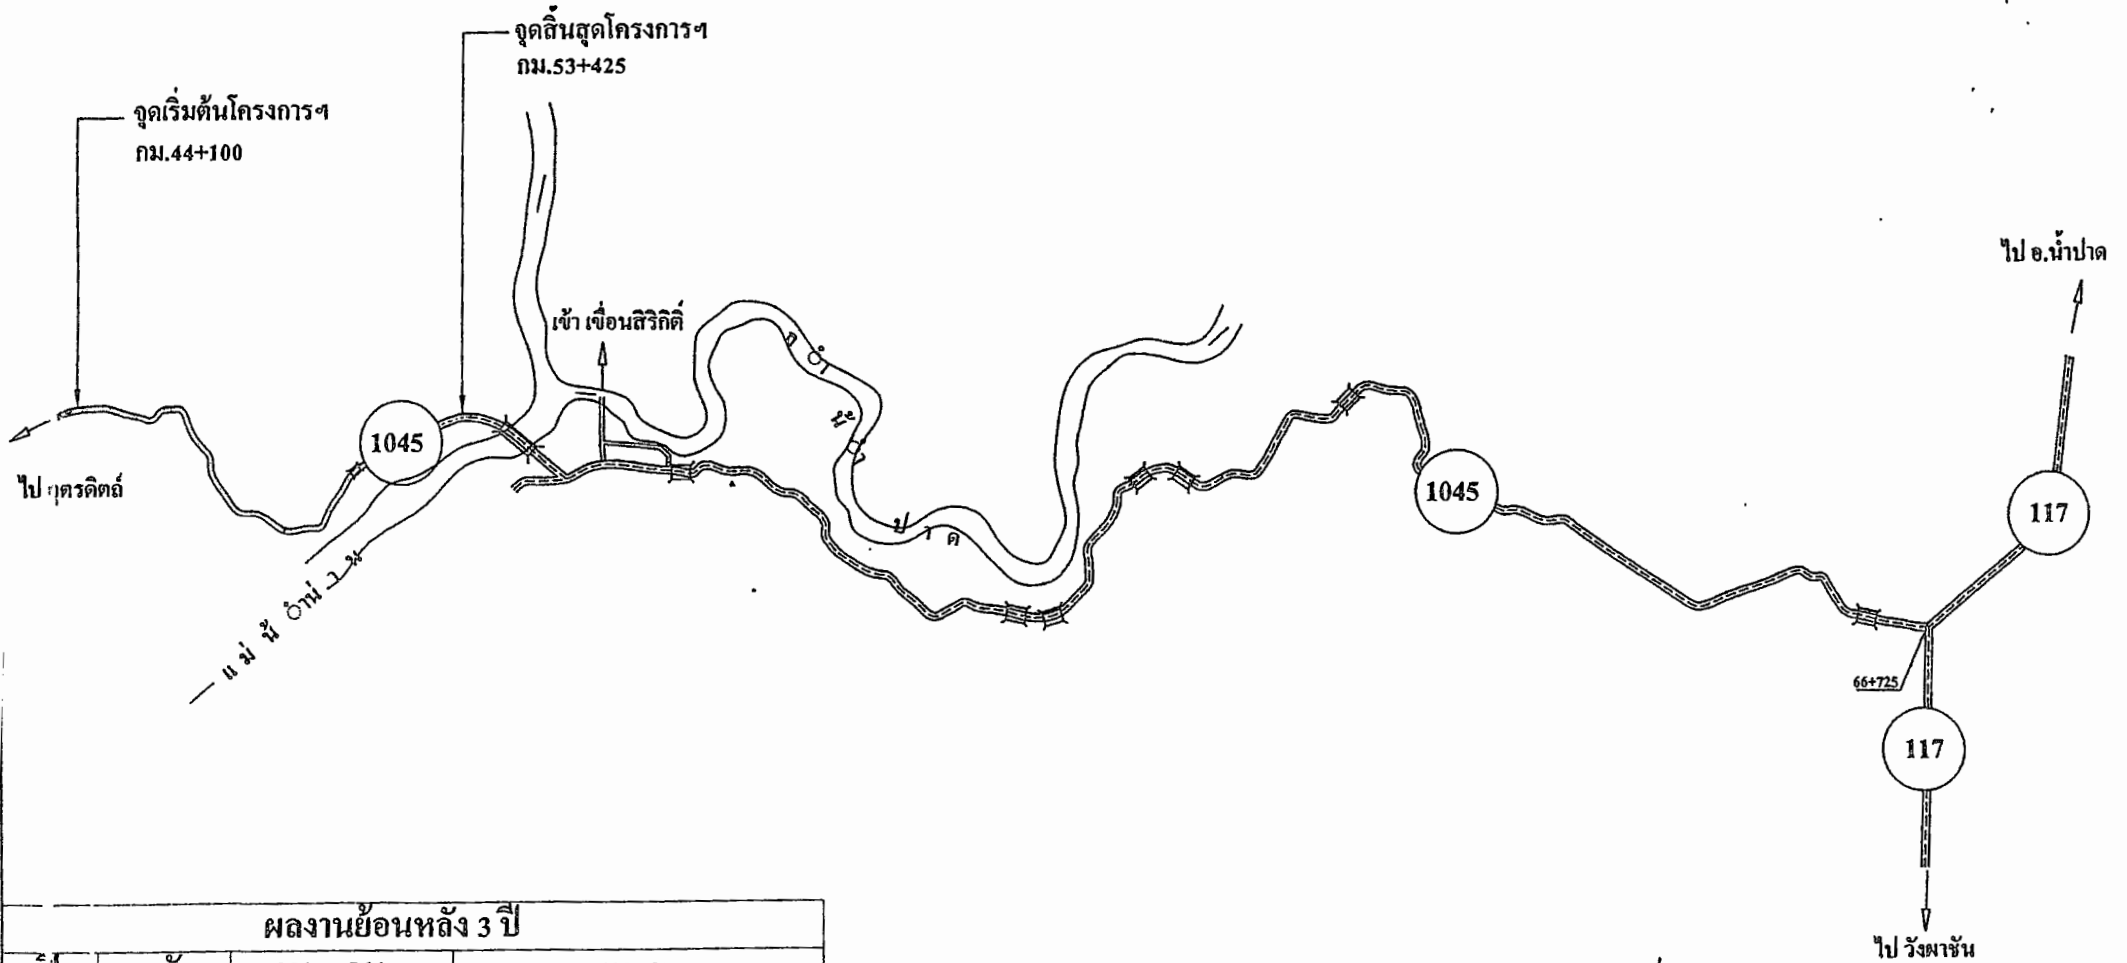 จุดสิ้นสุดโครงการฯ
กม.53+425
จุดเริ่มต้นโครงการฯ
กม.44+100
ไป อ.น้ำปาด
เข้า เขื่อนสิริกิติ์
1045
ไป อุตรดิตถ์
1045
117
แม่น้ำน่าน
ปาด
66+725
117
ไป วังผาชัน
ผลงานย้อนหลัง 3 ปี